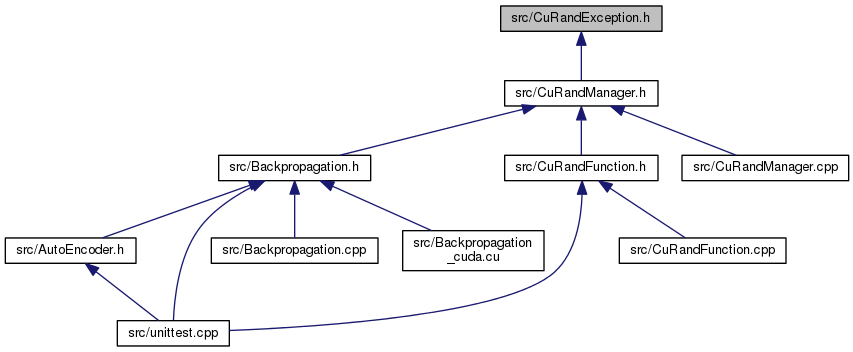 src/CuRandException.h
src/CuRandManager.h
src/Backpropagation.h
src/CuRandFunction.h
src/CuRandManager.cpp
src/AutoEncoder.h
src/Backpropagation.cpp
src/Backpropagation
_cuda.cu
src/CuRandFunction.cpp
src/unittest.cpp